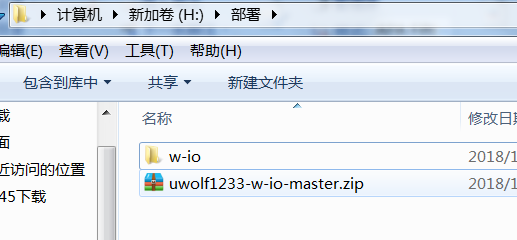 计算机 新加卷 (H:) 部署
编辑(E) 查看(V) 工具(T) 帮助(H)
包含到库中 共享 新建文件夹
载 名称 修改日
面
近访问的位置 w-io 2018/1
45下载 uwolf1233-w-io-master.zip 2018/1